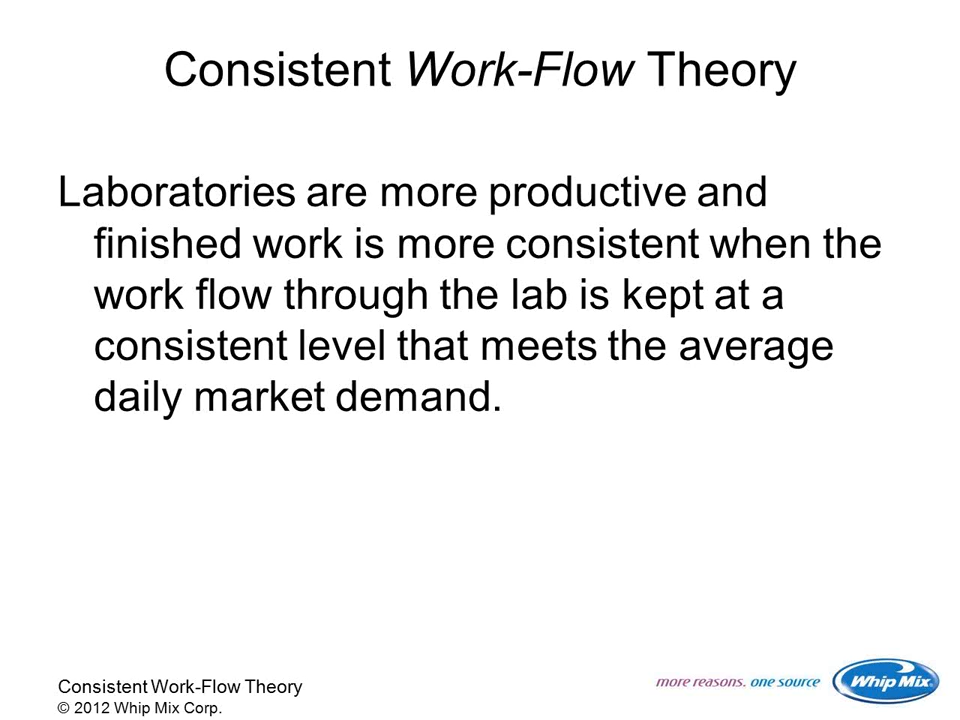 Consistent Work-Flow Theory
Laboratories are more productive and
finished work is more consistent when the
work flow through the lab is kept at a
consistent level that meets the average
daily market demand.
Consistent Work-Flow Theory
© 2012 Whip Mix Corp.
more reasons. one source
Whip Mix